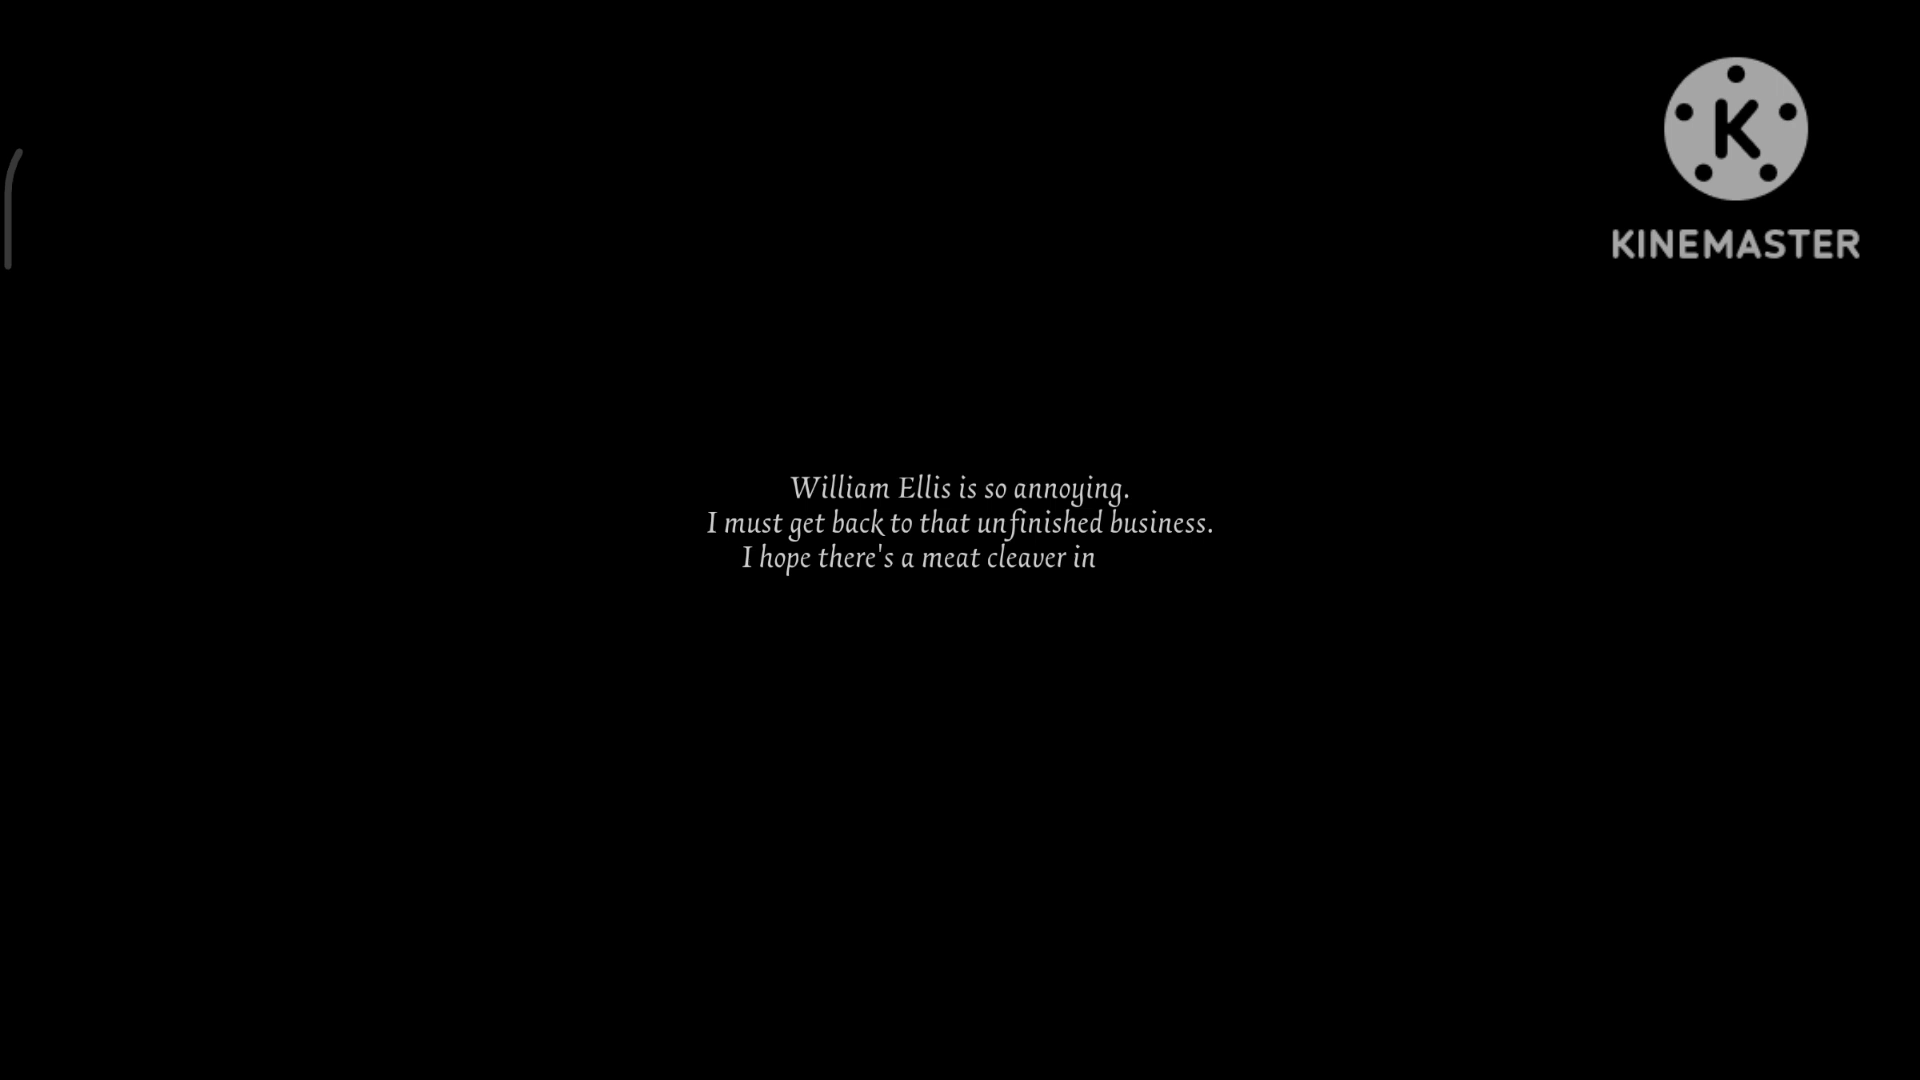 K
KINEMASTER
William Ellis is so annoying.
I must get back to that unfinished business.
I hope there's a meat cleaver in